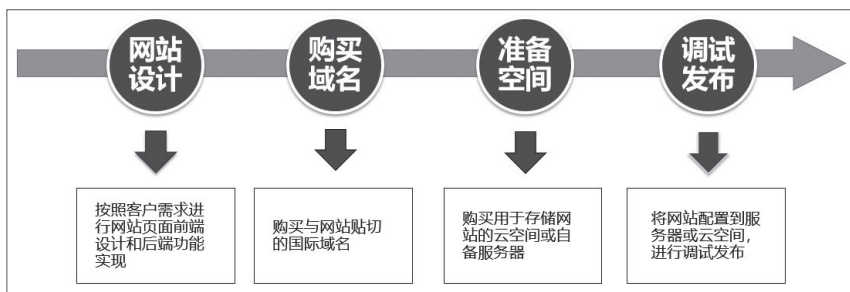 网站
设计
购买
域名
准备
空间
调试
发布
按照客户需求进
行网站页面前端
设计和后端功能
实现
购买与网站贴切
的国际域名
购买用于存储网
站的云空间或自
备服务器
将网站配置到服
务器或云空间，
进行调试发布